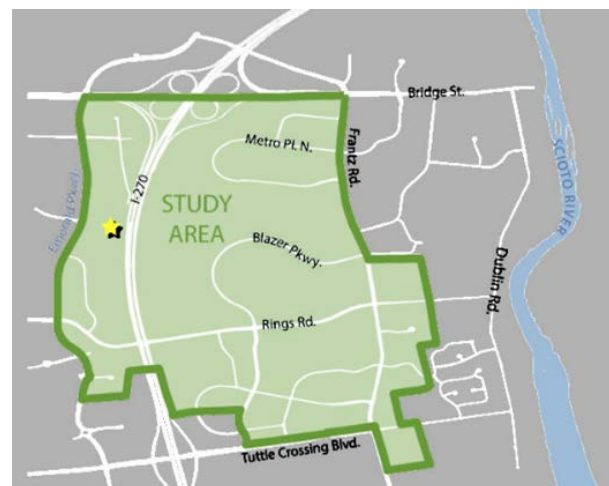 Bridge St.
Metro Pl. N.
Frantz Rd.
Emerald Pkwy.
I-270
STUDY
AREA
SCIOTO RIVER
Blazer Pkwy.
Dublin Rd.
Rings Rd.
Tuttle Crossing Blvd.